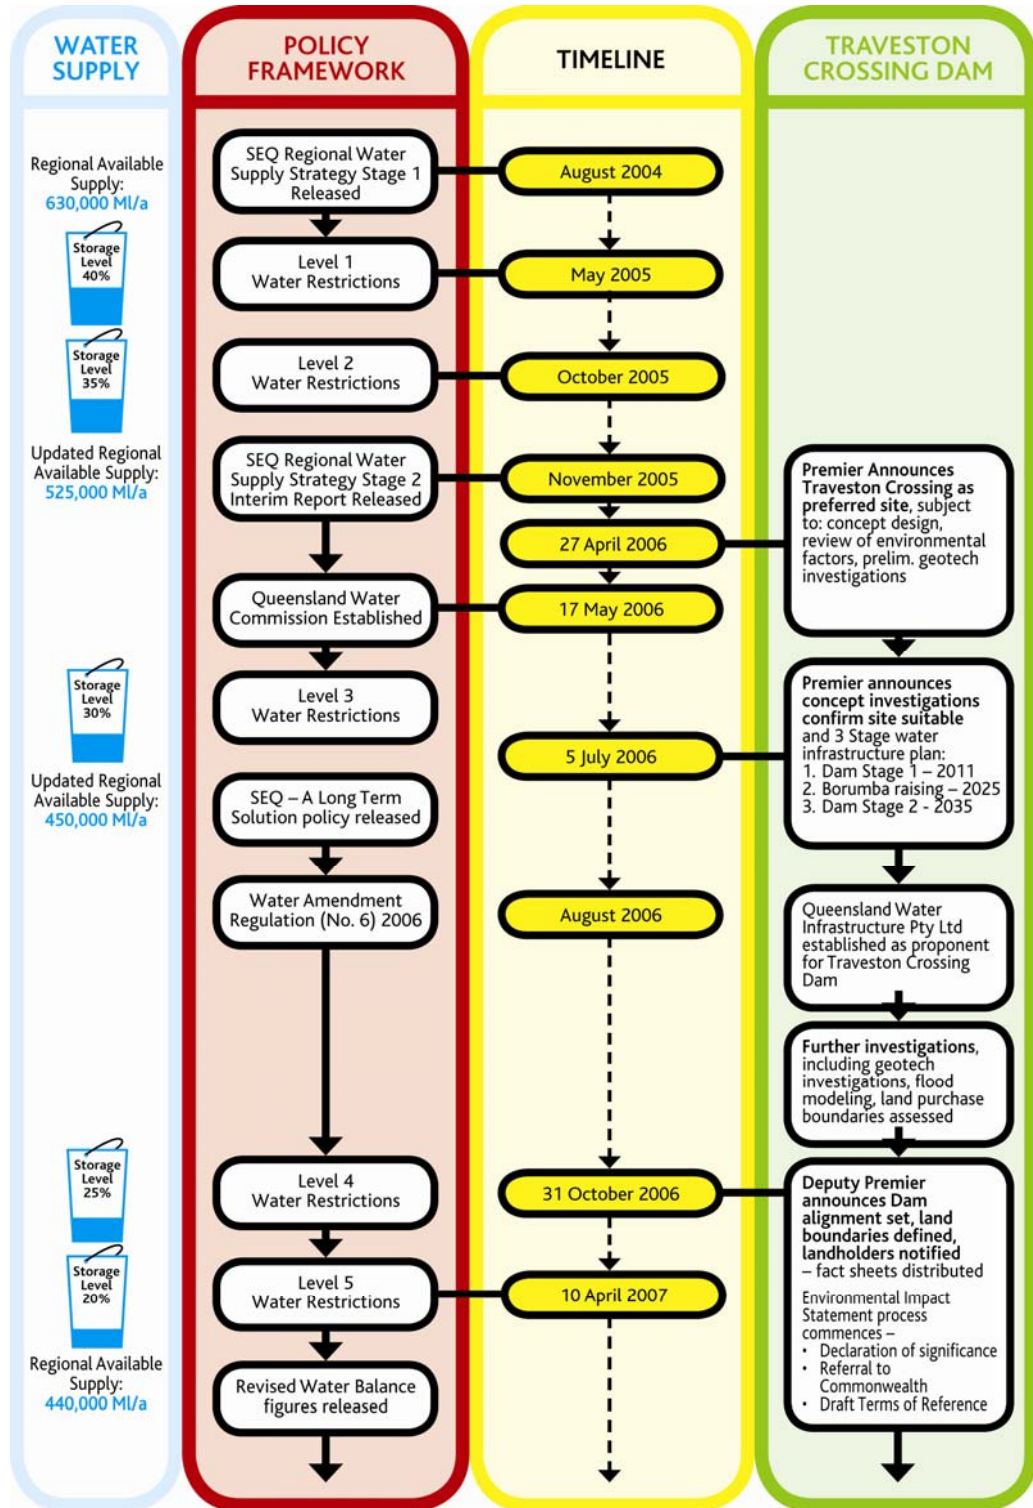 WATER
SUPPLY
POLICY
FRAMEWORK
TIMELINE
TRAVESTON
CROSSING DAM
Regional Available
Supply:
630,000 Ml/a
Storage
Level
40%
Storage
Level
35%
Updated Regional
Available Supply:
525,000 Ml/a
Storage
Level
30%
Updated Regional
Available Supply:
450,000 Ml/a
Storage
Level
25%
Storage
Level
20%
Regional Available
Supply:
440,000 Ml/a
SEQ Regional Water
Supply Strategy Stage 1
Released
Level 1
Water Restrictions
Level 2
Water Restrictions
SEQ Regional Water
Supply Strategy Stage 2
Interim Report Released
Queensland Water
Commission Established
Level 3
Water Restrictions
SEQ – A Long Term
Solution policy released
Water Amendment
Regulation (No. 6) 2006
Level 4
Water Restrictions
Level 5
Water Restrictions
Revised Water Balance
figures released
August 2004
May 2005
October 2005
November 2005
27 April 2006
17 May 2006
5 July 2006
August 2006
31 October 2006
10 April 2007
Premier Announces
Traveston Crossing as
preferred site, subject
to: concept design,
review of environmental
factors, prelim. geotech
investigations
Premier announces
concept investigations
confirm site suitable
and 3 Stage water
infrastructure plan:
1. Dam Stage 1 – 2011
2. Borumba raising – 2025
3. Dam Stage 2 - 2035
Queensland Water
Infrastructure Pty Ltd
established as proponent
for Traveston Crossing
Dam
Further investigations,
including geotech
investigations, flood
modeling, land purchase
boundaries assessed
Deputy Premier
announces Dam
alignment set, land
boundaries defined,
landholders notified
– fact sheets distributed
Environmental Impact
Statement process
commences –
• Declaration of significance
• Referral to
Commonwealth
• Draft Terms of Reference